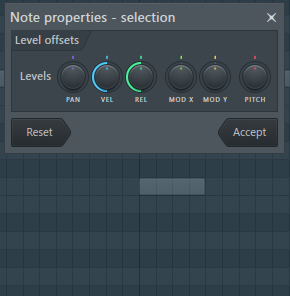 Note properties - selection
Level offsets
Levels
PAN VEL REL MOD X MOD Y PITCH
Reset Accept